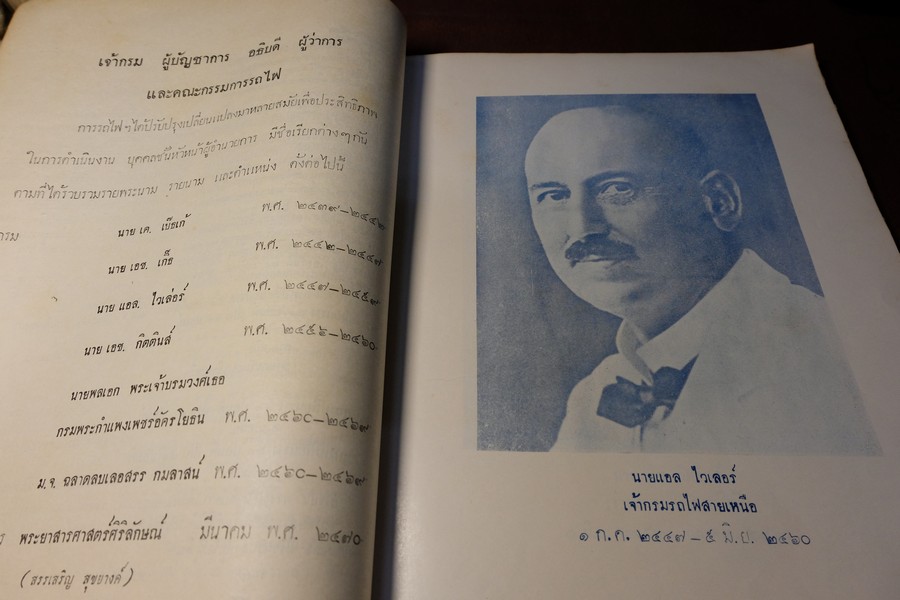 เจ้ากรม ผู้บัญชาการ อธิบดี ผู้ว่าการ
และคณะกรรมการรถไฟ
การรถไฟฯได้ปรับปรุงเปลี่ยนแปลงมาหลายสมัยเพื่อประสิทธิภาพ
ในการดำเนินงาน บุคคลชั้นหัวหน้าผู้อำนวยการ มีชื่อเรียกต่างๆกัน
ตามที่ได้รวบรวมรายพระนาม รายนาม และตำแหน่ง ดังต่อไปนี้
กรม
นาย เค. เบ๊ธเก้ พ.ศ. ๒๔๓๙–๒๔๔๒
นาย เอช. เก๊ธ พ.ศ. ๒๔๔๒–๒๔๔๗
นาย แอล. ไวเล่อร์ พ.ศ. ๒๔๔๗–๒๔๕๙
นาย เอช. กิตตินส์ พ.ศ. ๒๔๕๖–๒๔๖๐
นายพลเอก พระเจ้าบรมวงศ์เธอ
กรมพระกำแพงเพชร์อัครโยธิน พ.ศ. ๒๔๖๐–๒๔๖๙
ม.จ. ฉลาดลบเลอสรร กมลาสน์ พ.ศ. ๒๔๖๐–๒๔๖๙
พระยาสารศาสตร์ศิริลักษณ์ มีนาคม พ.ศ. ๒๔๗๐
(สรรเสริญ สุขยางค์)
นายแอล ไวเลอร์
เจ้ากรมรถไฟสายเหนือ
๑ ก.ค. ๒๔๔๗ – ๕ มิ.ย. ๒๔๖๐